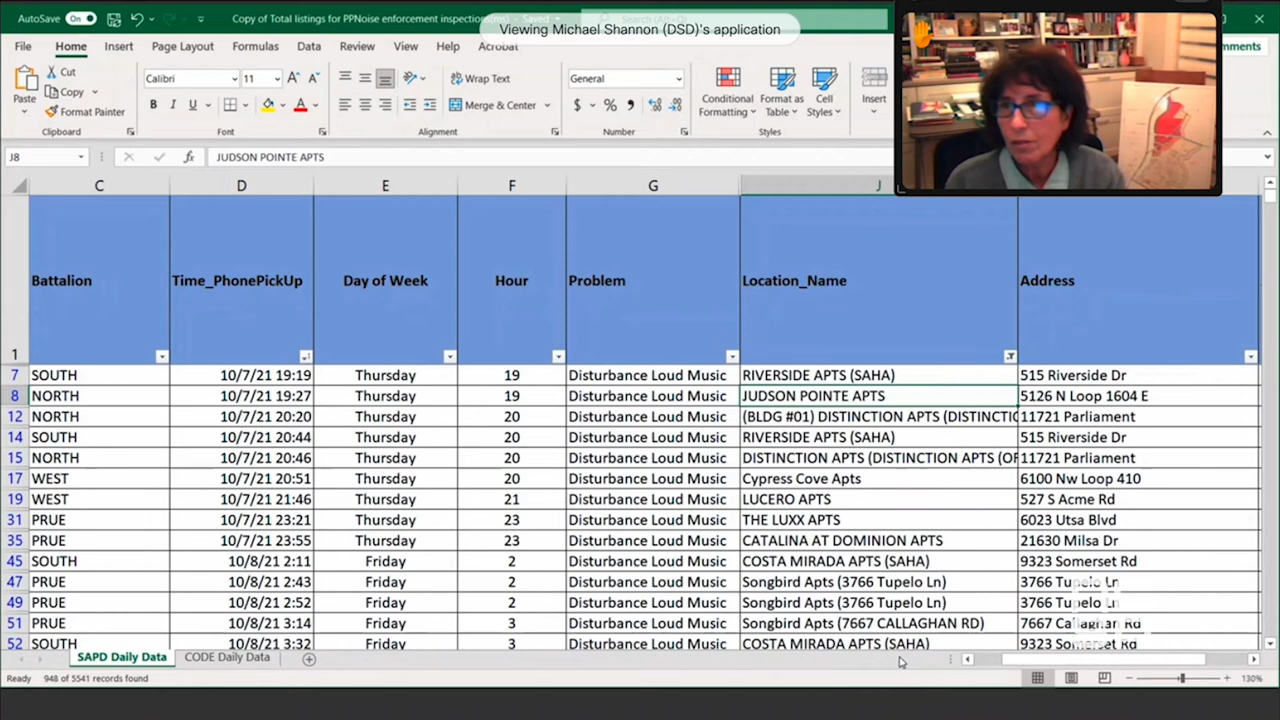 AutoSave On Copy of Total listings for PPNoise enforcement inspections(ms) - Saved Search (Alt+Q)
Viewing Michael Shannon (DSD)'s application
File Home Insert Page Layout Formulas Data Review View Help Acrobat Comments
Paste Cut Copy Format Painter
Clipboard
Calibri 11
B I U
Font
Wrap Text
Merge & Center
Alignment
General
$ % 9
Number
Conditional Formatting Format as Table Cell Styles
Styles
Insert
J8 fx JUDSON POINTE APTS
C D E F G J
1 Battalion Time_PhonePickUp Day of Week Hour Problem Location_Name Address
7 SOUTH 10/7/21 19:19 Thursday 19 Disturbance Loud Music RIVERSIDE APTS (SAHA) 515 Riverside Dr
8 NORTH 10/7/21 19:27 Thursday 19 Disturbance Loud Music JUDSON POINTE APTS 5126 N Loop 1604 E
12 NORTH 10/7/21 20:20 Thursday 20 Disturbance Loud Music (BLDG #01) DISTINCTION APTS (DISTINCTIO 11721 Parliament
14 SOUTH 10/7/21 20:44 Thursday 20 Disturbance Loud Music RIVERSIDE APTS (SAHA) 515 Riverside Dr
15 NORTH 10/7/21 20:46 Thursday 20 Disturbance Loud Music DISTINCTION APTS (DISTINCTION APTS (OF 11721 Parliament
17 WEST 10/7/21 20:51 Thursday 20 Disturbance Loud Music Cypress Cove Apts 6100 Nw Loop 410
19 WEST 10/7/21 21:46 Thursday 21 Disturbance Loud Music LUCERO APTS 527 S Acme Rd
31 PRUE 10/7/21 23:21 Thursday 23 Disturbance Loud Music THE LUXX APTS 6023 Utsa Blvd
35 PRUE 10/7/21 23:55 Thursday 23 Disturbance Loud Music CATALINA AT DOMINION APTS 21630 Milsa Dr
45 SOUTH 10/8/21 2:11 Friday 2 Disturbance Loud Music COSTA MIRADA APTS (SAHA) 9323 Somerset Rd
47 PRUE 10/8/21 2:43 Friday 2 Disturbance Loud Music Songbird Apts (3766 Tupelo Ln) 3766 Tupelo Ln
49 PRUE 10/8/21 2:52 Friday 2 Disturbance Loud Music Songbird Apts (3766 Tupelo Ln) 3766 Tupelo Ln
51 PRUE 10/8/21 3:14 Friday 3 Disturbance Loud Music Songbird Apts (7667 CALLAGHAN RD) 7667 Callaghan Rd
52 SOUTH 10/8/21 3:32 Friday 3 Disturbance Loud Music COSTA MIRADA APTS (SAHA) 9323 Somerset Rd
SAPD Daily Data CODE Daily Data
Ready 948 of 5541 records found 130%